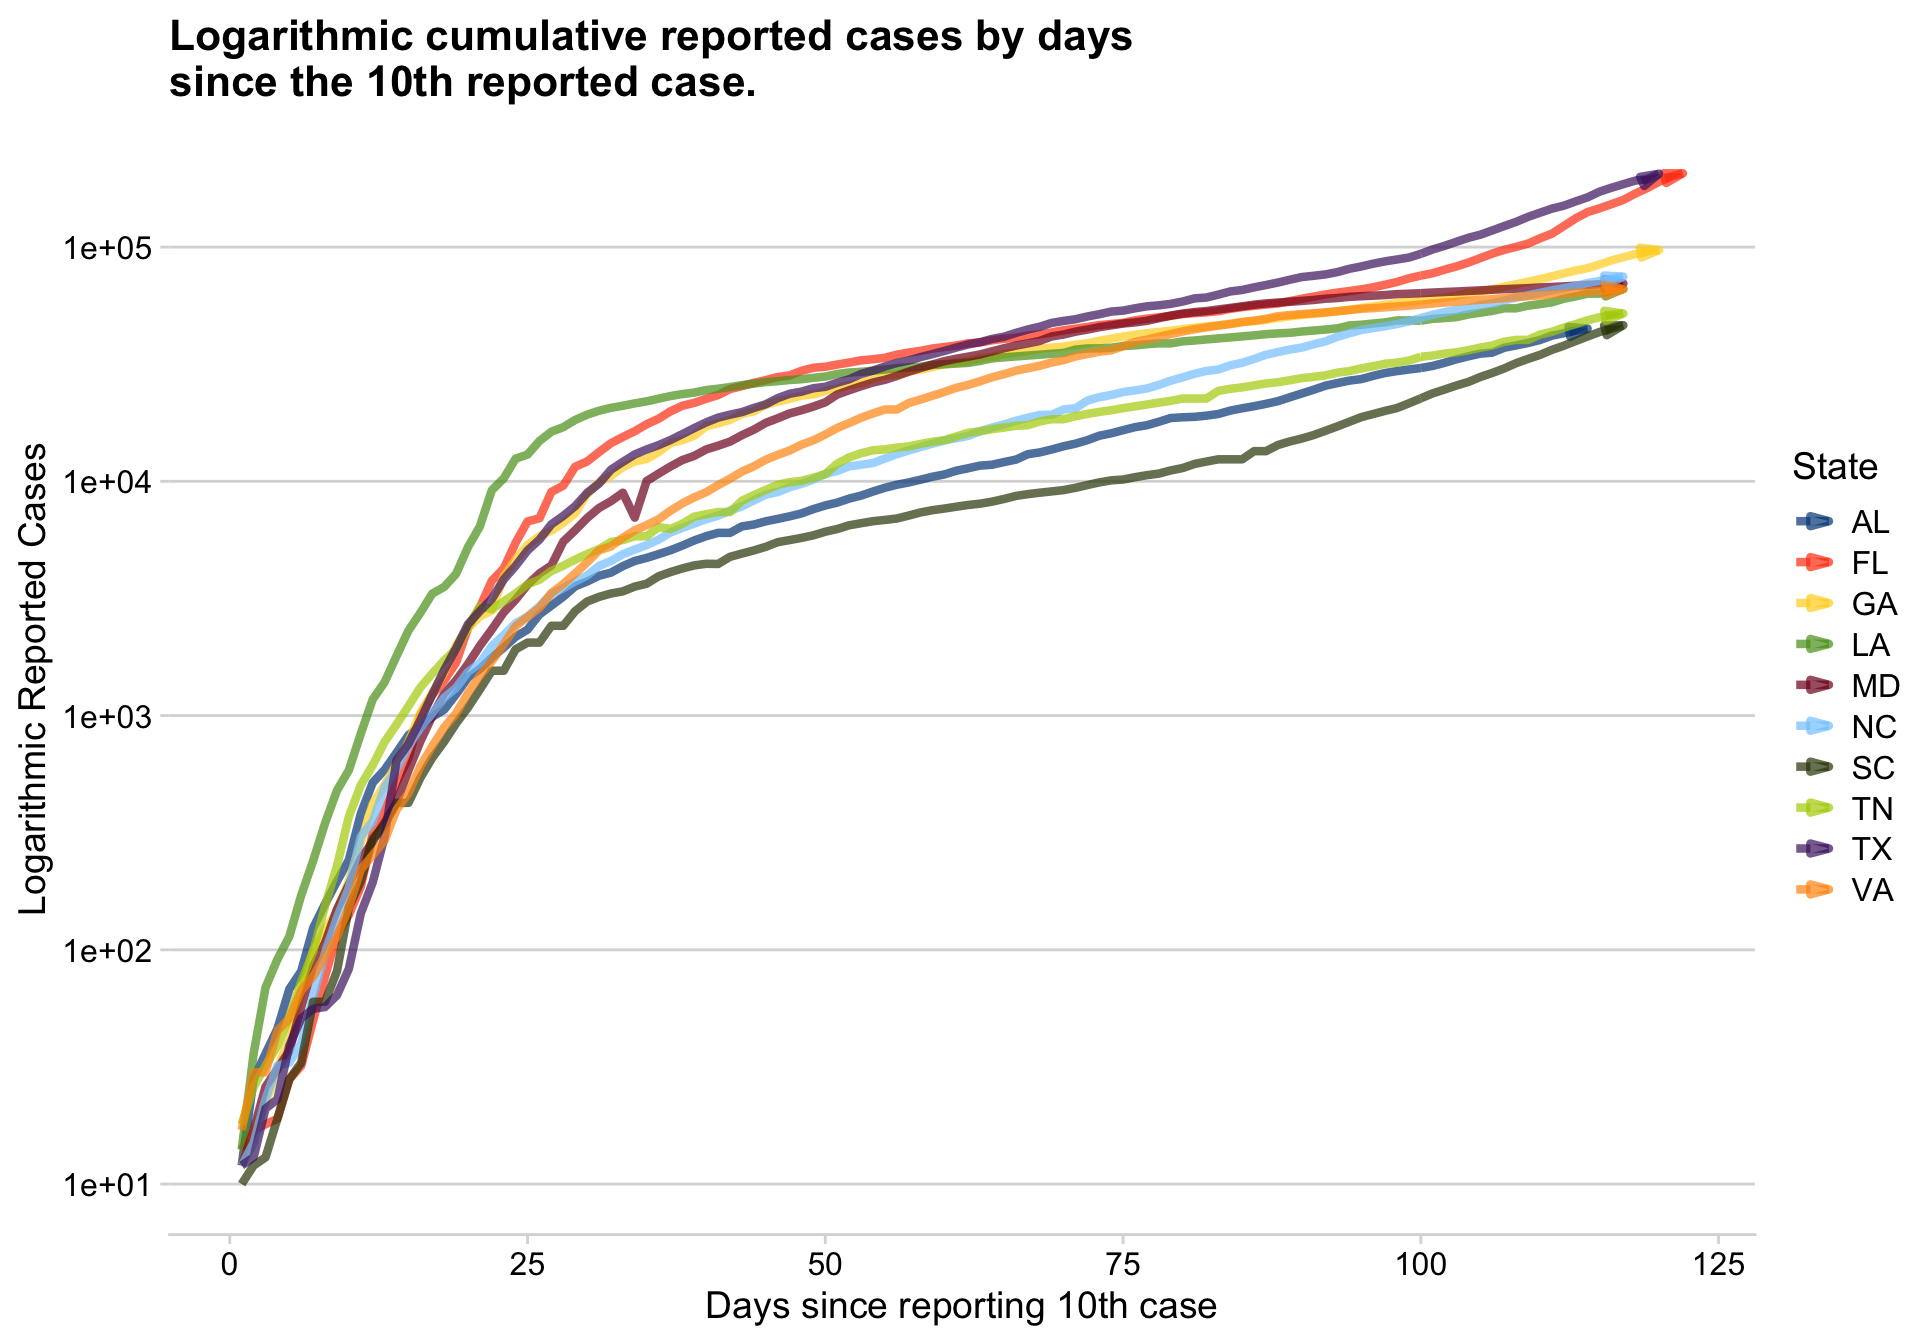 Logarithmic cumulative reported cases by days
since the 10th reported case.
Logarithmic Reported Cases
1e+05
1e+04
1e+03
1e+02
1e+01
0 25 50 75 100 125
Days since reporting 10th case
State
AL
FL
GA
LA
MD
NC
SC
TN
TX
VA